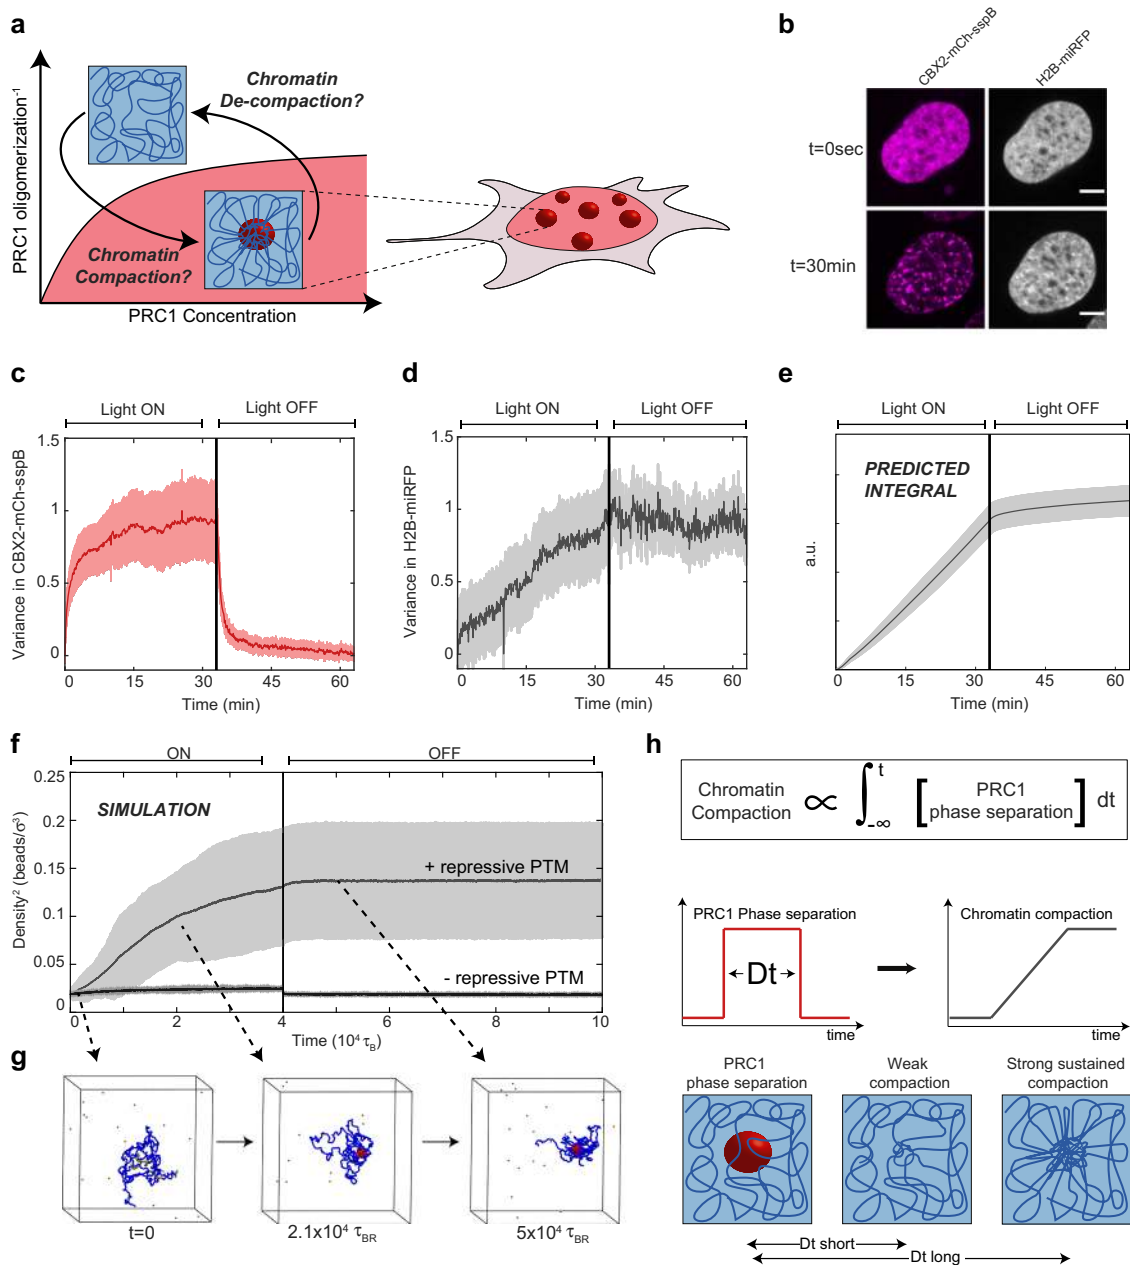 a
PRC1 oligomerization⁻¹
Chromatin
De-compaction?
Chromatin
Compaction?
PRC1 Concentration
b
CBX2-mCh-sspB
H2B-miRFP
t=0sec
t=30min
c
Light ON
Light OFF
Variance in CBX2-mCh-sspB
1.5
1
0.5
0
0
15
30
45
60
Time (min)
d
Light ON
Light OFF
Variance in H2B-miRFP
1.5
1
0.5
0
0
15
30
45
60
Time (min)
e
Light ON
Light OFF
PREDICTED
INTEGRAL
a.u.
0
15
30
45
60
Time (min)
f
ON
OFF
SIMULATION
Density² (beads/σ³)
0.25
0.2
0.15
0.1
0.05
0
+ repressive PTM
- repressive PTM
0
2
4
6
8
10
Time (10⁴ τB)
g
t=0
2.1x10⁴ τBR
5x10⁴ τBR
h
Chromatin
Compaction
∝ ∫ t -∞
[ PRC1
phase separation ] dt
PRC1 Phase separation
Dt
time
Chromatin compaction
time
PRC1
phase separation
Weak
compaction
Strong sustained
compaction
Dt short
Dt long